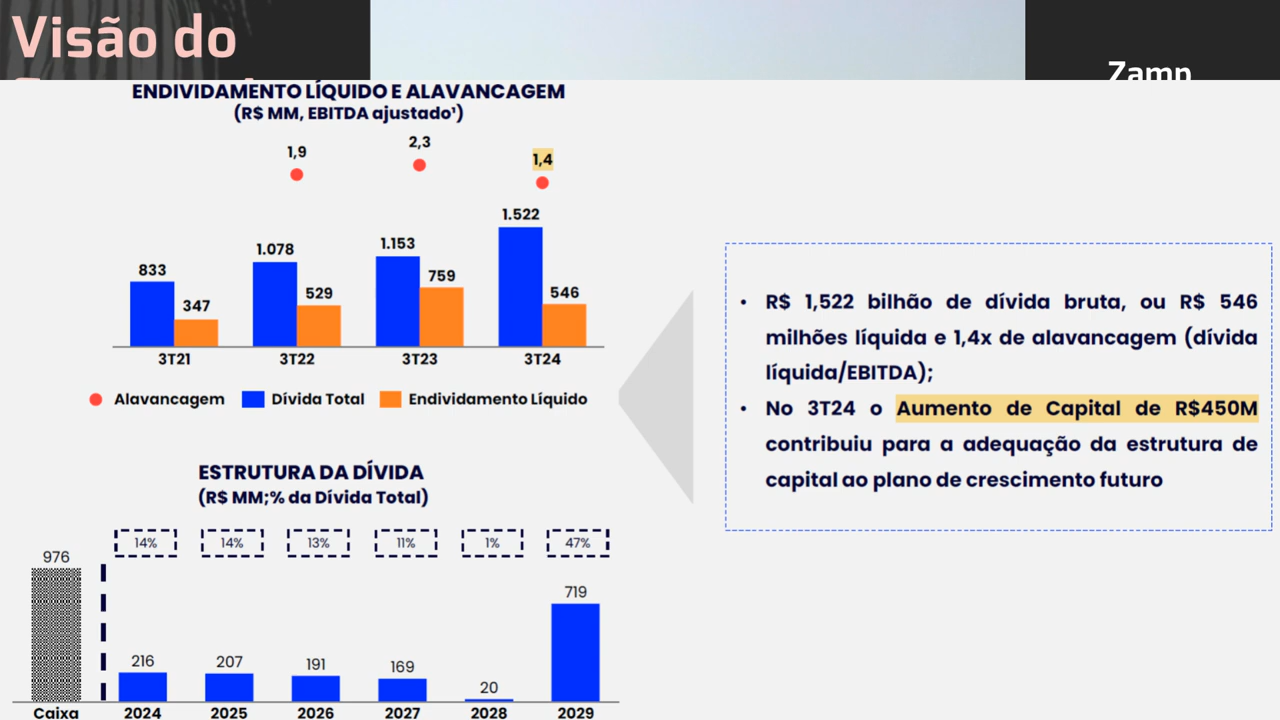 Visão do
Zamp
ENDIVIDAMENTO LÍQUIDO E ALAVANCAGEM
(R$ MM, EBITDA ajustado¹)
1,9
2,3
1,4
833
347
1.078
529
1.153
759
1.522
546
3T21
3T22
3T23
3T24
Alavancagem
Dívida Total
Endividamento Líquido
• R$ 1,522 bilhão de dívida bruta, ou R$ 546
milhões líquida e 1,4x de alavancagem (dívida
líquida/EBITDA);
• No 3T24 o Aumento de Capital de R$450M
contribuiu para a adequação da estrutura de
capital ao plano de crescimento futuro
ESTRUTURA DA DÍVIDA
(R$ MM;% da Dívida Total)
14%
14%
13%
11%
1%
47%
976
216
207
191
169
20
719
Caixa
2024
2025
2026
2027
2028
2029